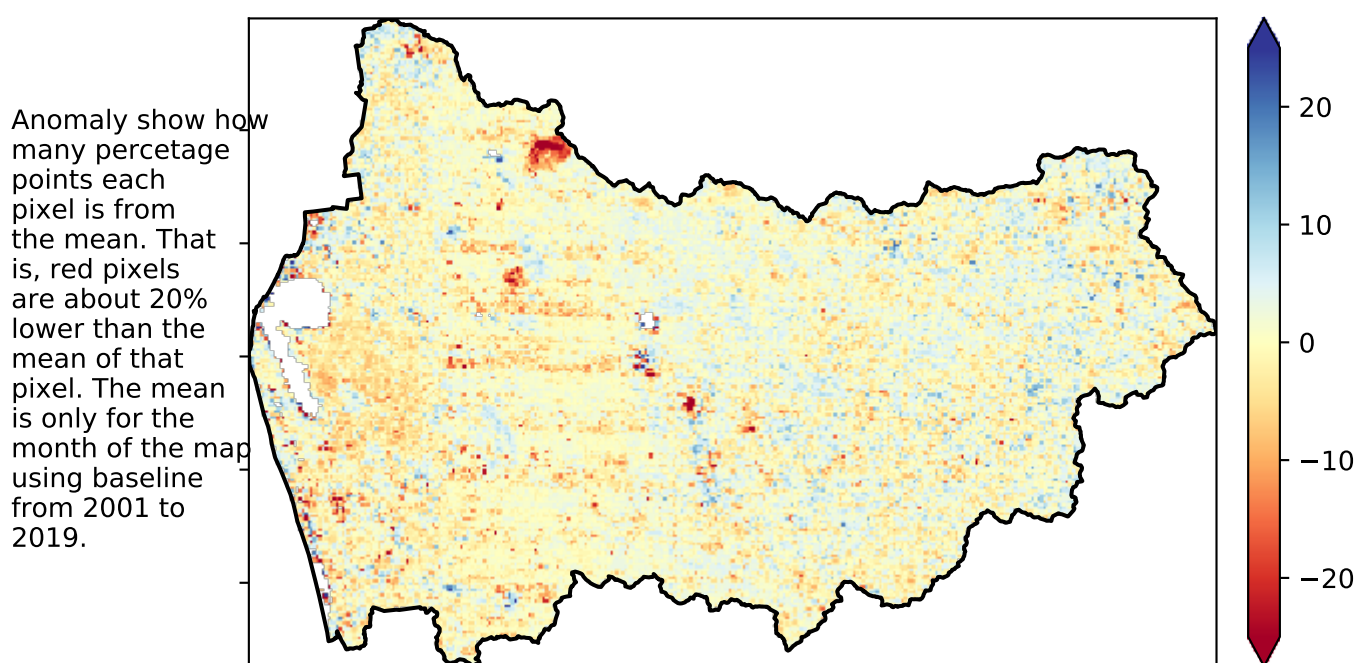 Anomaly show how
many percetage
points each
pixel is from
the mean. That
is, red pixels
are about 20%
lower than the
mean of that
pixel. The mean
is only for the
month of the map
using baseline
from 2001 to
2019.
20
10
0
−10
−20